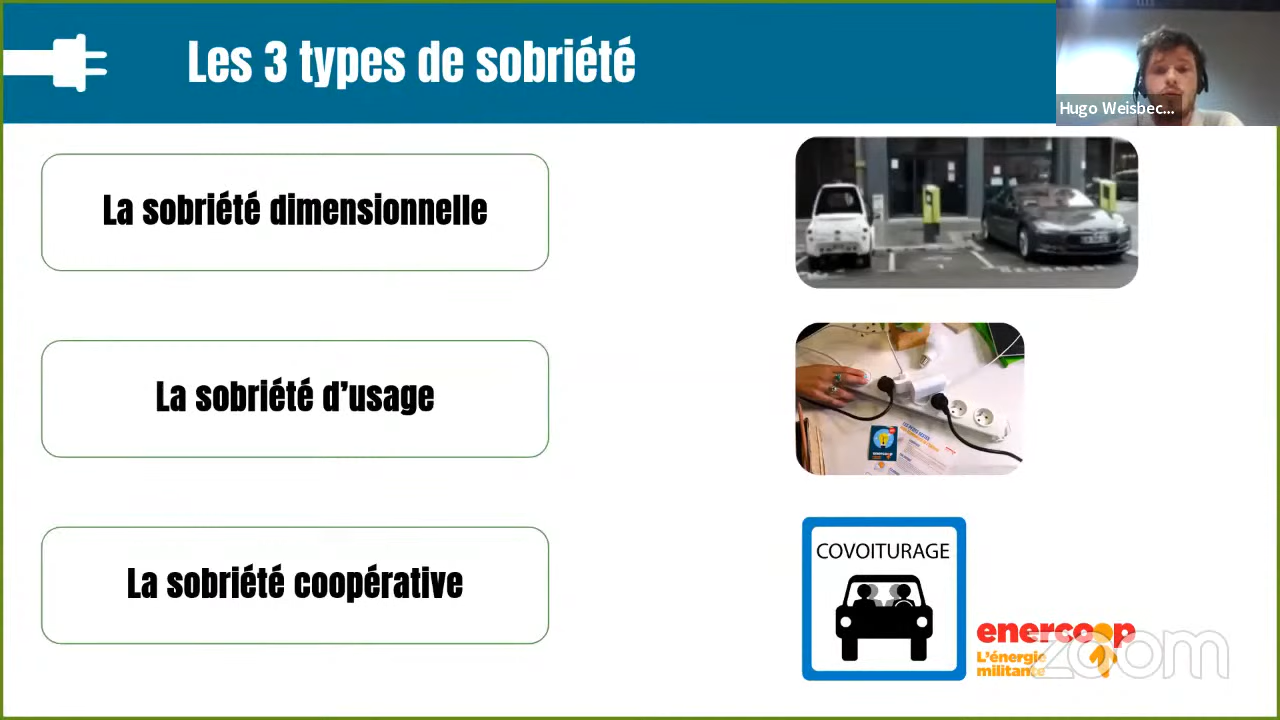 Les 3 types de sobriété
Hugo Weisbec...
La sobriété dimensionnelle
La sobriété d'usage
enercoop
La sobriété coopérative
COVOITURAGE
enercoop
L'énergie
militante
zoom